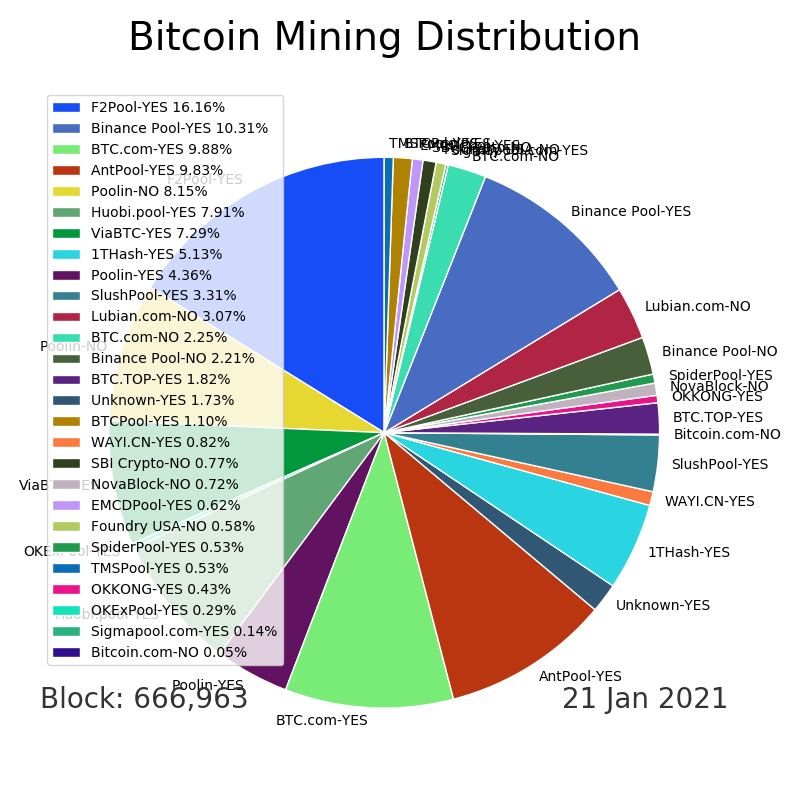 Bitcoin Mining Distribution
F2Pool-YES 16.16%
Binance Pool-YES 10.31%
BTC.com-YES 9.88%
AntPool-YES 9.83%
Poolin-NO 8.15%
Huobi.pool-YES 7.91%
ViaBTC-YES 7.29%
1THash-YES 5.13%
Poolin-YES 4.36%
SlushPool-YES 3.31%
Lubian.com-NO 3.07%
BTC.com-NO 2.25%
Binance Pool-NO 2.21%
BTC.TOP-YES 1.82%
Unknown-YES 1.73%
BTCPool-YES 1.10%
WAYI.CN-YES 0.82%
SBI Crypto-NO 0.77%
NovaBlock-NO 0.72%
EMCDPool-YES 0.62%
Foundry USA-NO 0.58%
SpiderPool-YES 0.53%
TMSPool-YES 0.53%
OKKONG-YES 0.43%
OKExPool-YES 0.29%
Sigmapool.com-YES 0.14%
Bitcoin.com-NO 0.05%
BTC.com-NO
Binance Pool-YES
Lubian.com-NO
Binance Pool-NO
SpiderPool-YES
NovaBlock-NO
OKKONG-YES
BTC.TOP-YES
Bitcoin.com-NO
SlushPool-YES
WAYI.CN-YES
1THash-YES
Unknown-YES
AntPool-YES
BTC.com-YES
Poolin-YES
F2Pool-YES
Poolin-NO
Huobi.pool-YES
Block: 666,963
21 Jan 2021